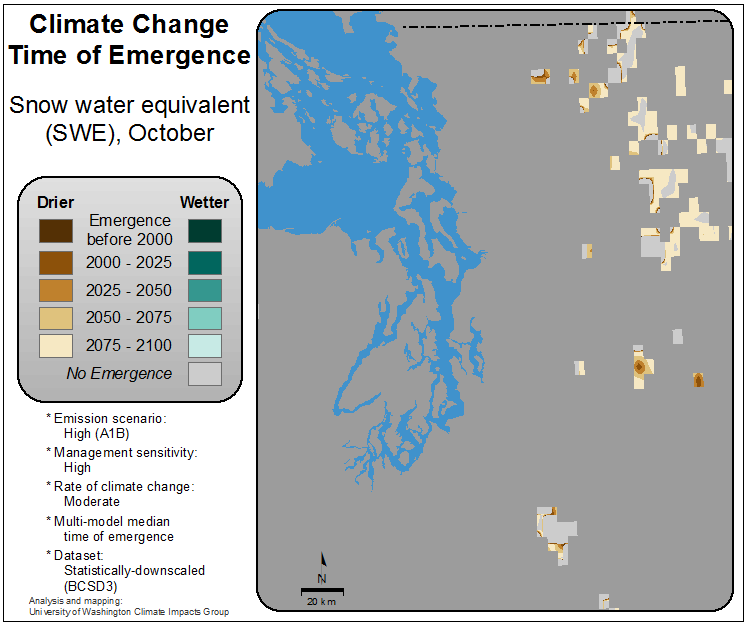 Climate Change
Time of Emergence
Snow water equivalent
(SWE), October
Drier
Wetter
Emergence
before 2000
2000 - 2025
2025 - 2050
2050 - 2075
2075 - 2100
No Emergence
* Emission scenario:
High (A1B)
* Management sensitivity:
High
* Rate of climate change:
Moderate
* Multi-model median
time of emergence
* Dataset:
Statistically-downscaled
(BCSD3)
Analysis and mapping:
University of Washington Climate Impacts Group
N
20 km